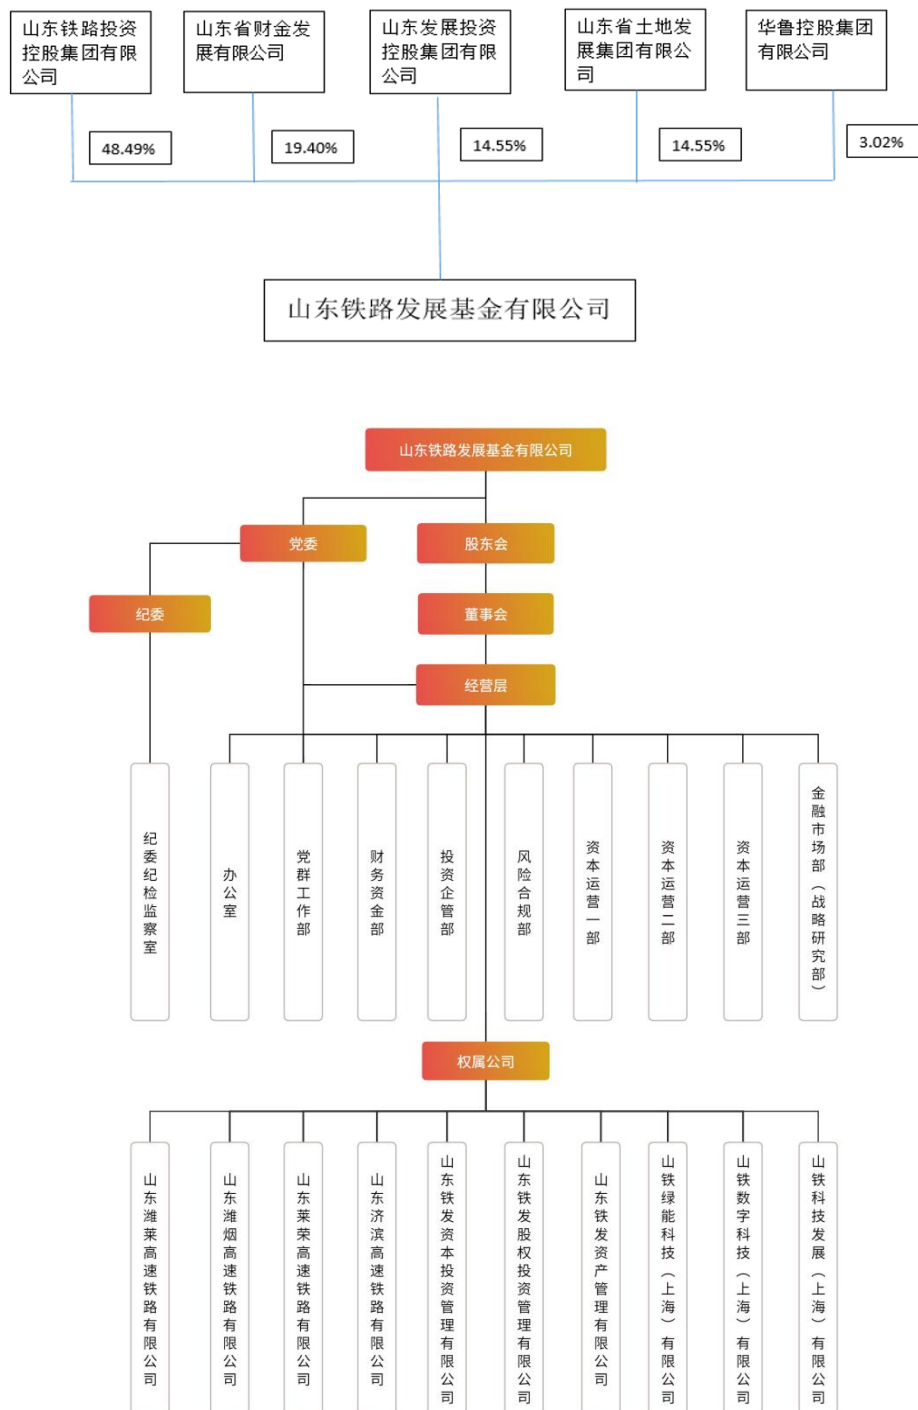 山东铁路投资
控股集团有限
公司
山东省财金发
展有限公司
山东发展投资
控股集团有限
公司
山东省土地发
展集团有限公
司
华鲁控股集团
有限公司
48.49%
19.40%
14.55%
14.55%
3.02%
山东铁路发展基金有限公司
山东铁路发展基金有限公司
党委
股东会
纪委
董事会
经营层
纪委纪检监察室
办公室
党群工作部
财务资金部
投资企管部
风险合规部
资本运营一部
资本运营二部
资本运营三部
金融市场部（战略研究部）
权属公司
山东潍莱高速铁路有限公司
山东潍烟高速铁路有限公司
山东莱荣高速铁路有限公司
山东济滨高速铁路有限公司
山东铁发资本投资管理有限公司
山东铁发股权投资管理有限公司
山东铁发资产管理有限公司
山铁绿能科技（上海）有限公司
山铁数字科技（上海）有限公司
山铁科技发展（上海）有限公司